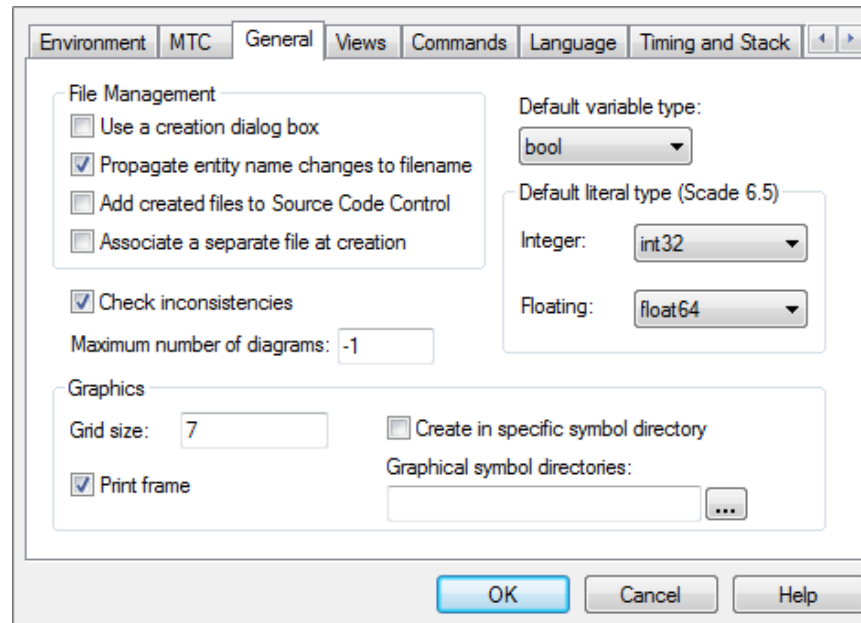 Environment MTC General Views Commands Language Timing and Stack
File Management
Use a creation dialog box
Propagate entity name changes to filename
Add created files to Source Code Control
Associate a separate file at creation
Default variable type:
bool
Default literal type (Scade 6.5)
Integer: int32
Floating: float64
Check inconsistencies
Maximum number of diagrams: -1
Graphics
Grid size: 7
Create in specific symbol directory
Print frame
Graphical symbol directories:
...
OK Cancel Help